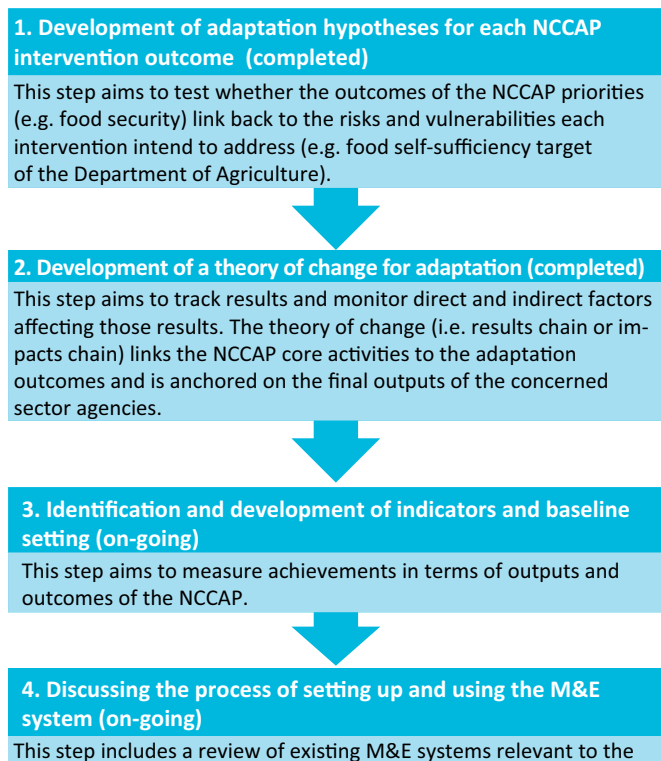 1. Development of adaptation hypotheses for each NCCAP
intervention outcome (completed)
This step aims to test whether the outcomes of the NCCAP priorities
(e.g. food security) link back to the risks and vulnerabilities each
intervention intend to address (e.g. food self-sufficiency target
of the Department of Agriculture).
2. Development of a theory of change for adaptation (completed)
This step aims to track results and monitor direct and indirect factors
affecting those results. The theory of change (i.e. results chain or im-
pacts chain) links the NCCAP core activities to the adaptation
outcomes and is anchored on the final outputs of the concerned
sector agencies.
3. Identification and development of indicators and baseline
setting (on-going)
This step aims to measure achievements in terms of outputs and
outcomes of the NCCAP.
4. Discussing the process of setting up and using the M&E
system (on-going)
This step includes a review of existing M&E systems relevant to the